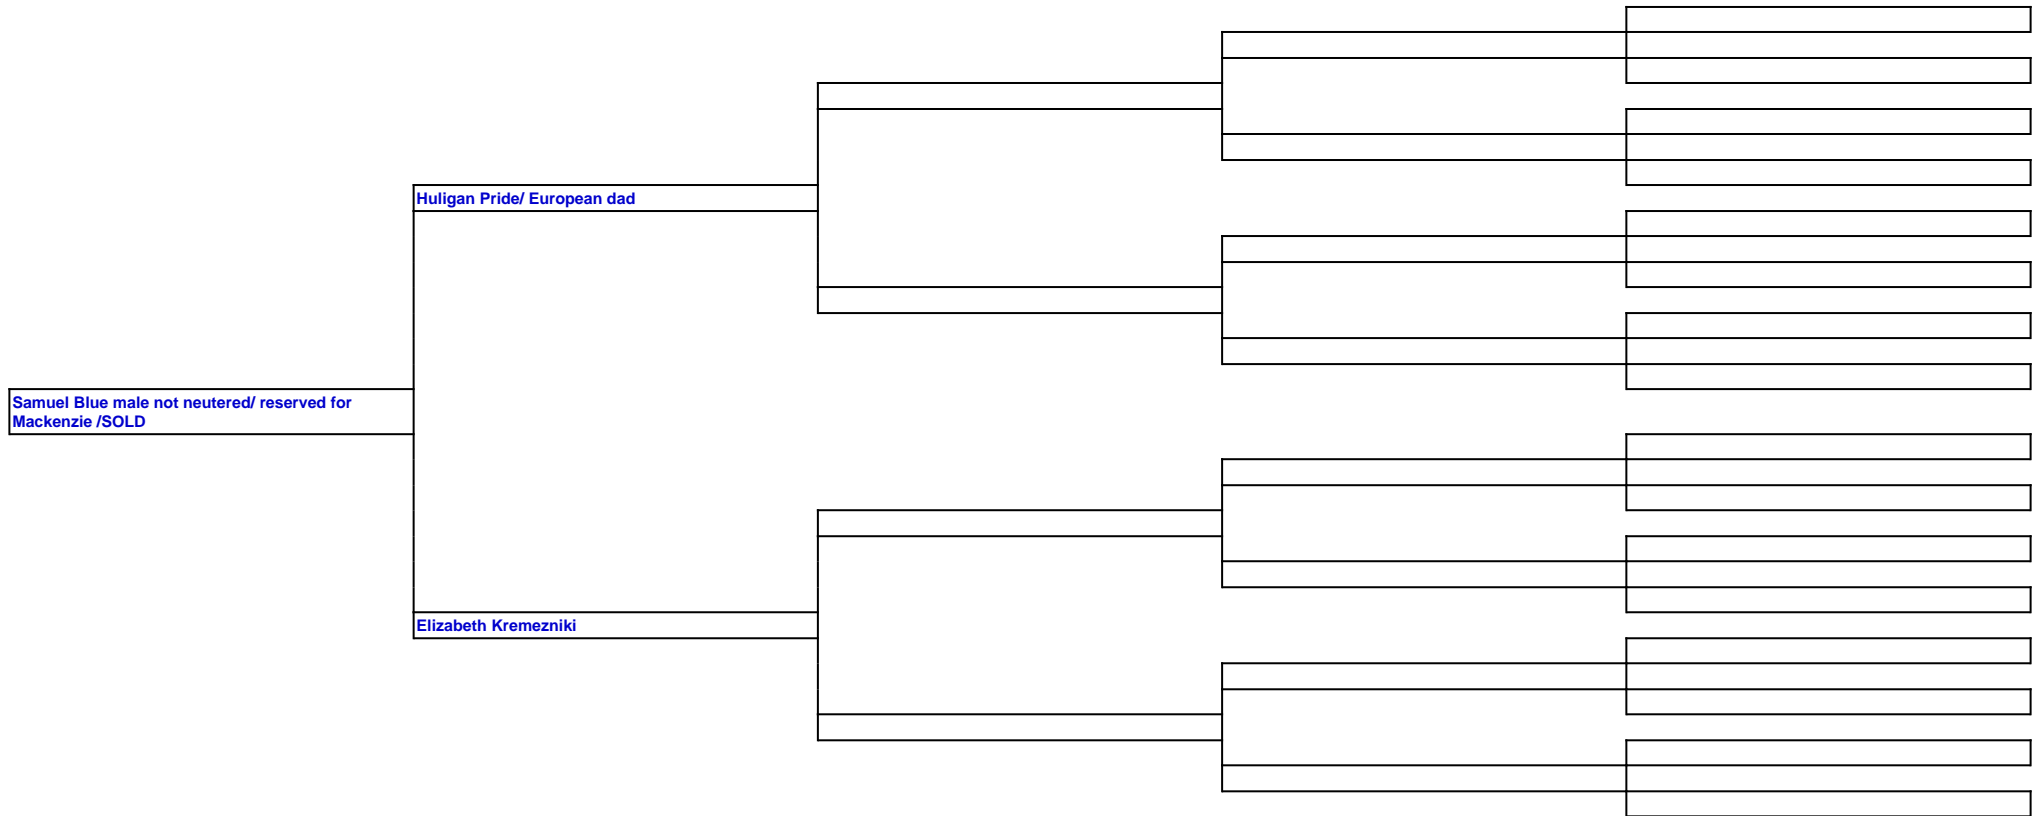 Huligan Pride/ European dad
Samuel Blue male not neutered/ reserved for
Mackenzie /SOLD
Elizabeth Kremezniki